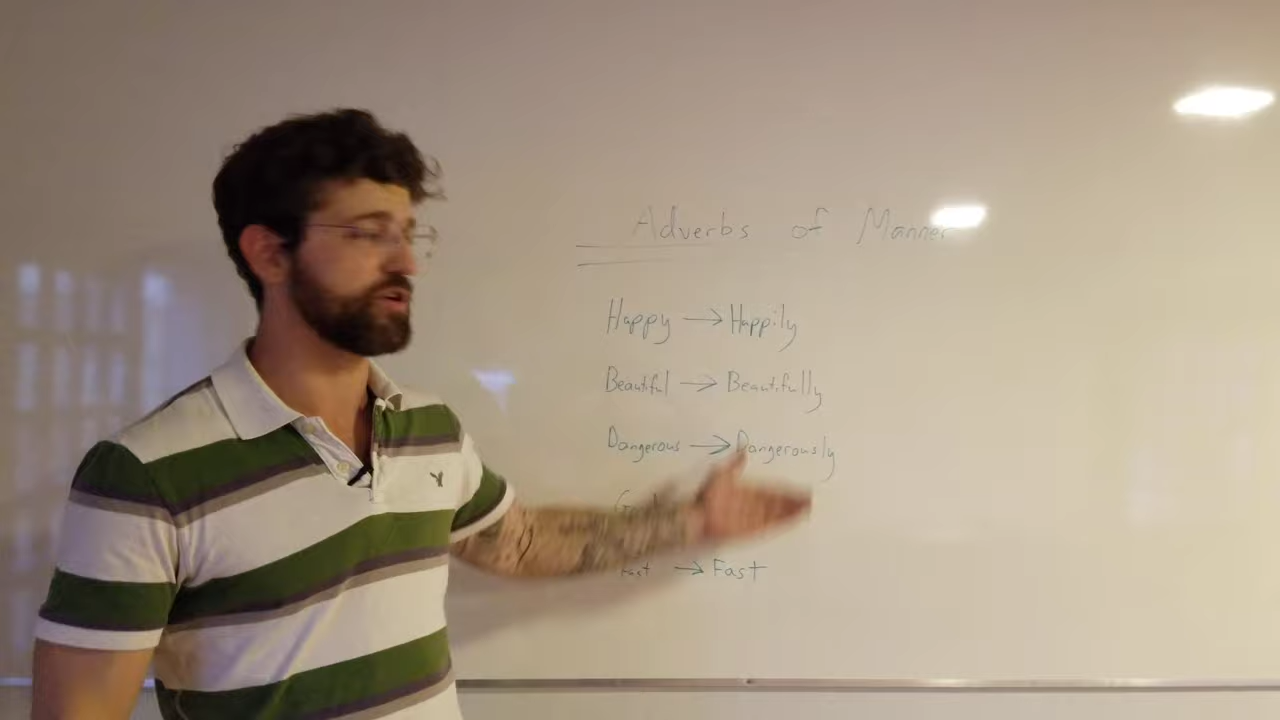 Adverbs of Manner
Happy → Happily
Beautiful → Beautifully
Dangerous → Dangerously
Fast → Fast